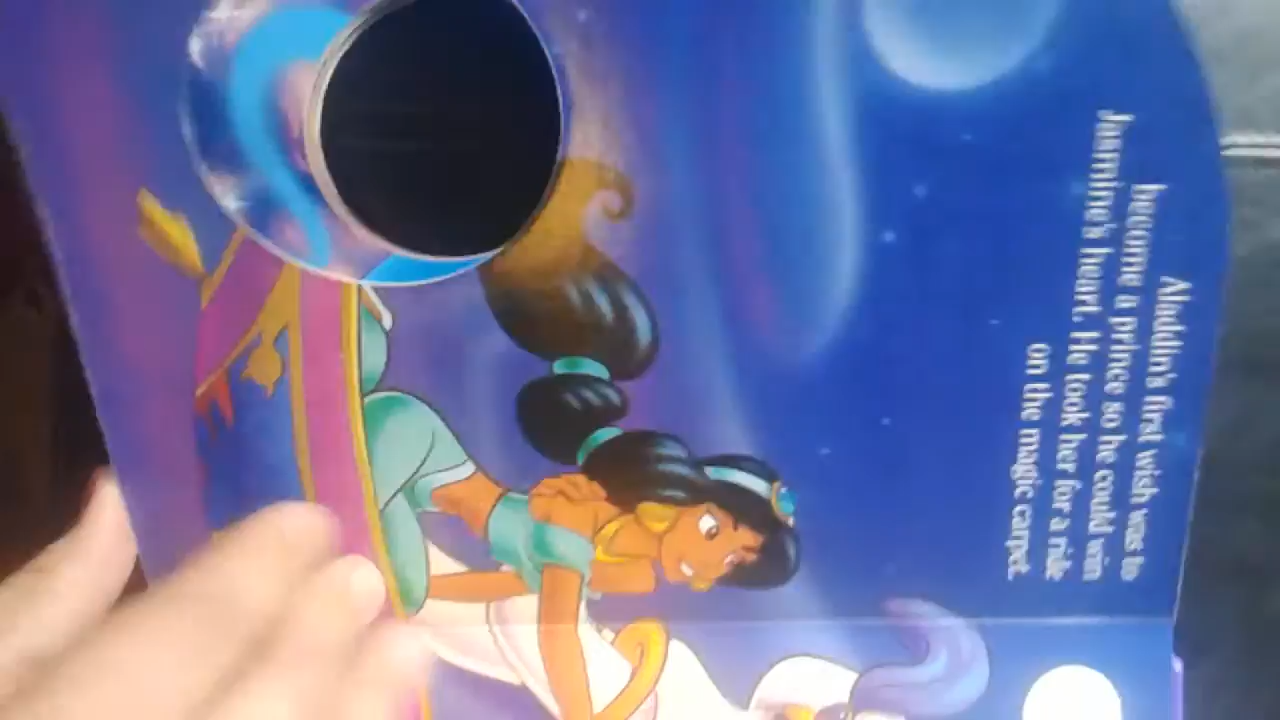 Aladdin's first wish was to
become a prince so he could win
Jasmine's heart. He took her for a ride
on the magic carpet.